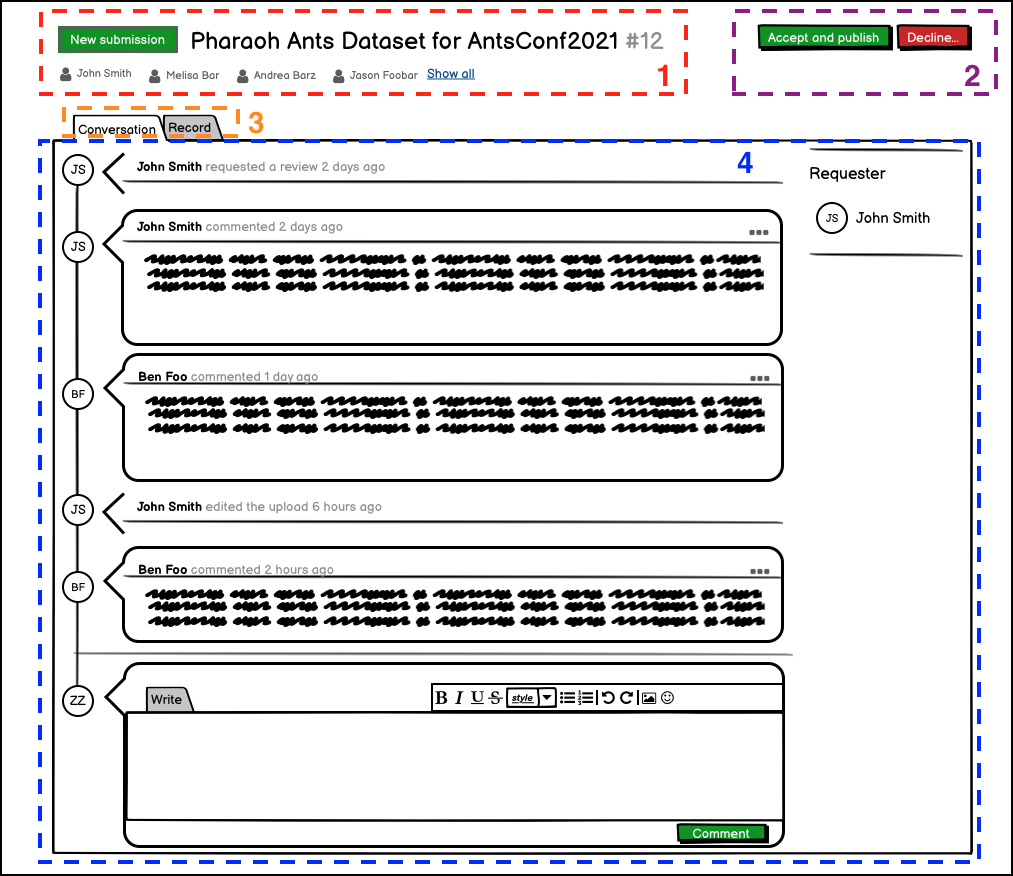 New submission Pharaoh Ants Dataset for AntsConf2021 #12
John Smith Melisa Bar Andrea Barz Jason Foobar Show all
1
Accept and publish Decline...
2
Conversation Record
3
4
JS John Smith requested a review 2 days ago
JS John Smith commented 2 days ago
BF Ben Foo commented 1 day ago
JS John Smith edited the upload 6 hours ago
BF Ben Foo commented 2 hours ago
ZZ
Write B I U S style
Comment
Requester
JS John Smith